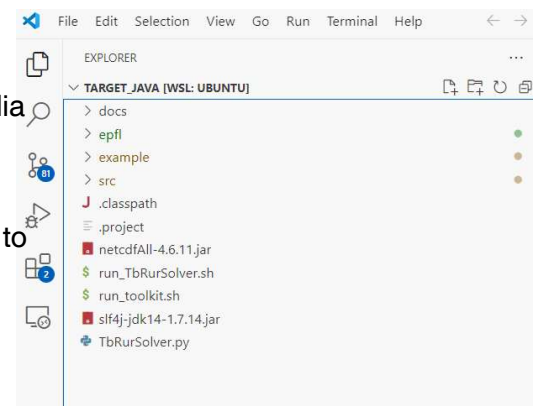 File Edit Selection View Go Run Terminal Help
EXPLORER
TARGET_JAVA [WSL: UBUNTU]
lia
docs
epfl
example
81
src
.classpath
.project
to
netcdfAll-4.6.11.jar
2
$ run_TbRurSolver.sh
$ run_toolkit.sh
slf4j-jdk14-1.7.14.jar
TbRurSolver.py